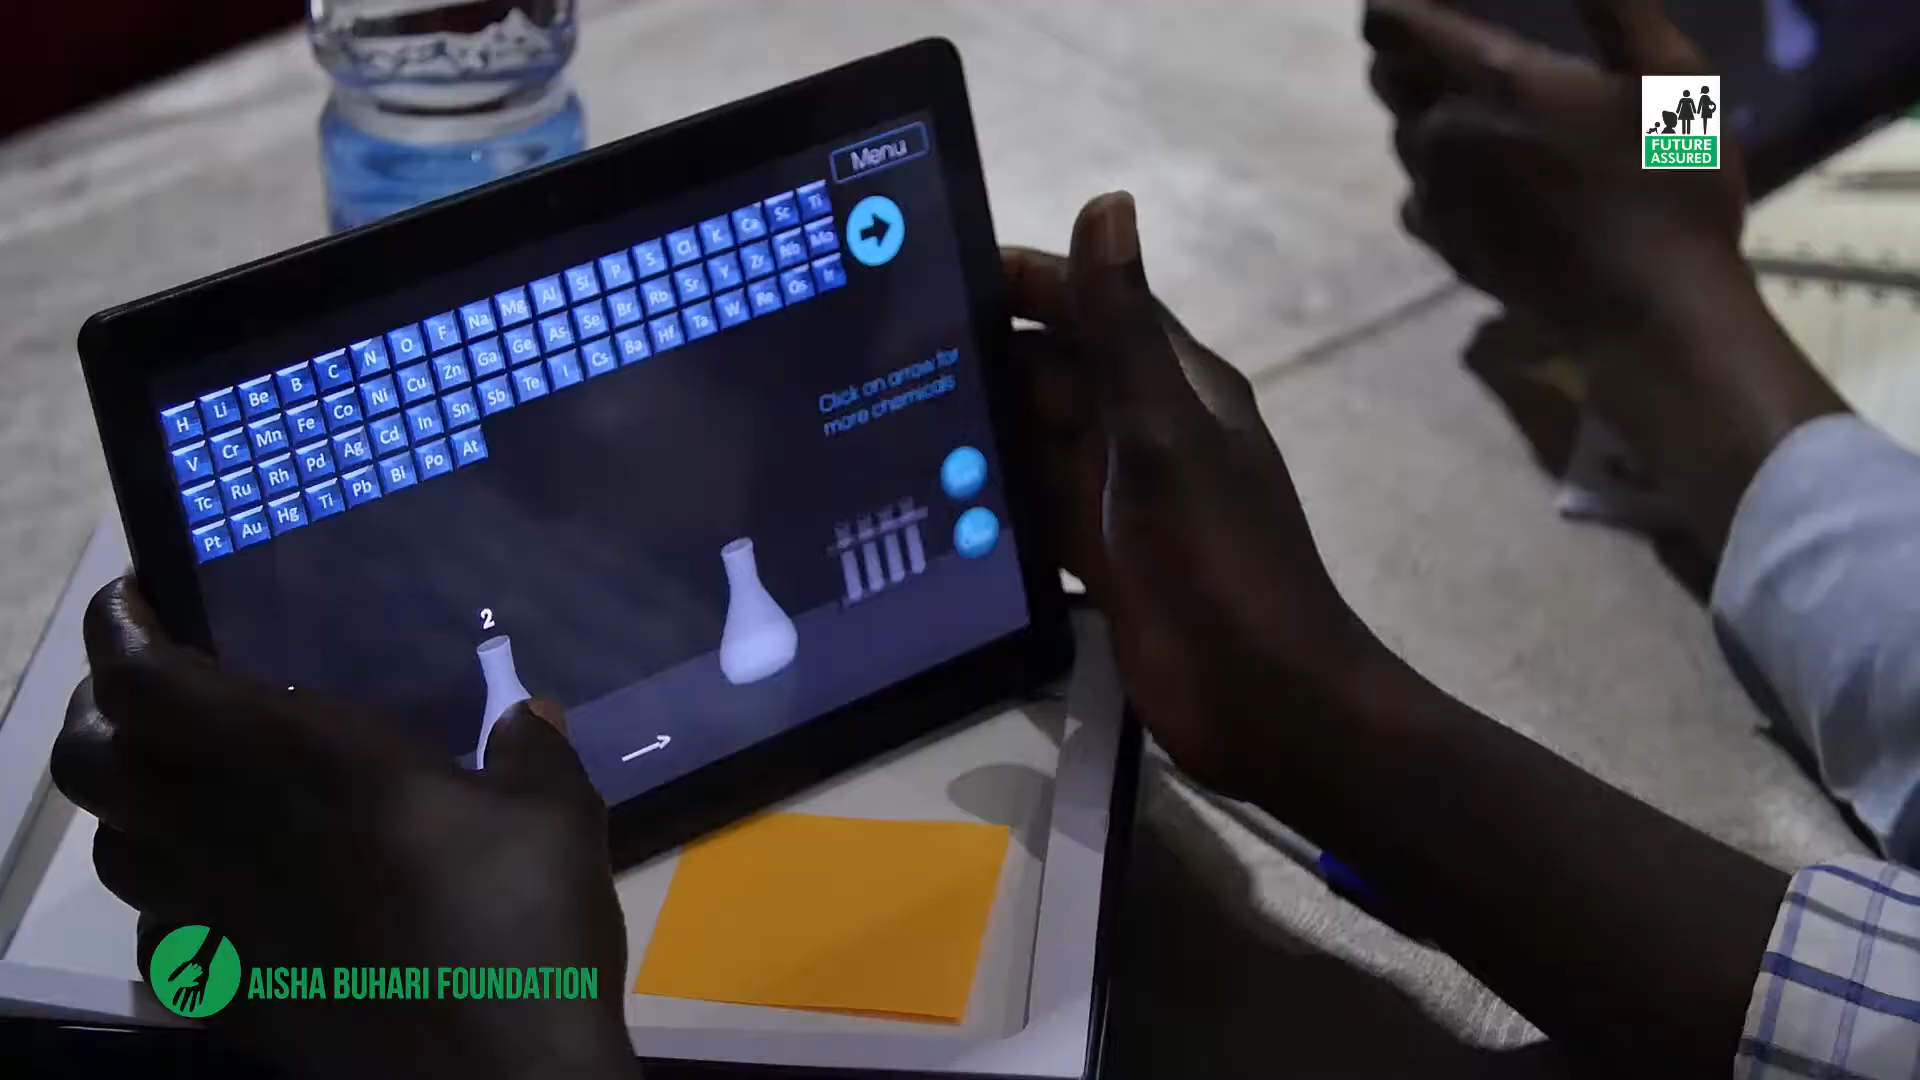 FUTURE
ASSURED
Menu
H Li Be B C N O F Na Mg Al Si P S Cl K Ca Sc Ti
V Cr Mn Fe Co Ni Cu Zn Ga Ge As Se Br Rb Sr Y Zr Nb Mo
Tc Ru Rh Pd Ag Cd In Sn Sb Te I Cs Ba Hf Ta W Re Os Ir
Pt Au Hg Ti Pb Bi Po At
Click on arrow for
more chemicals
2
AISHA BUHARI FOUNDATION